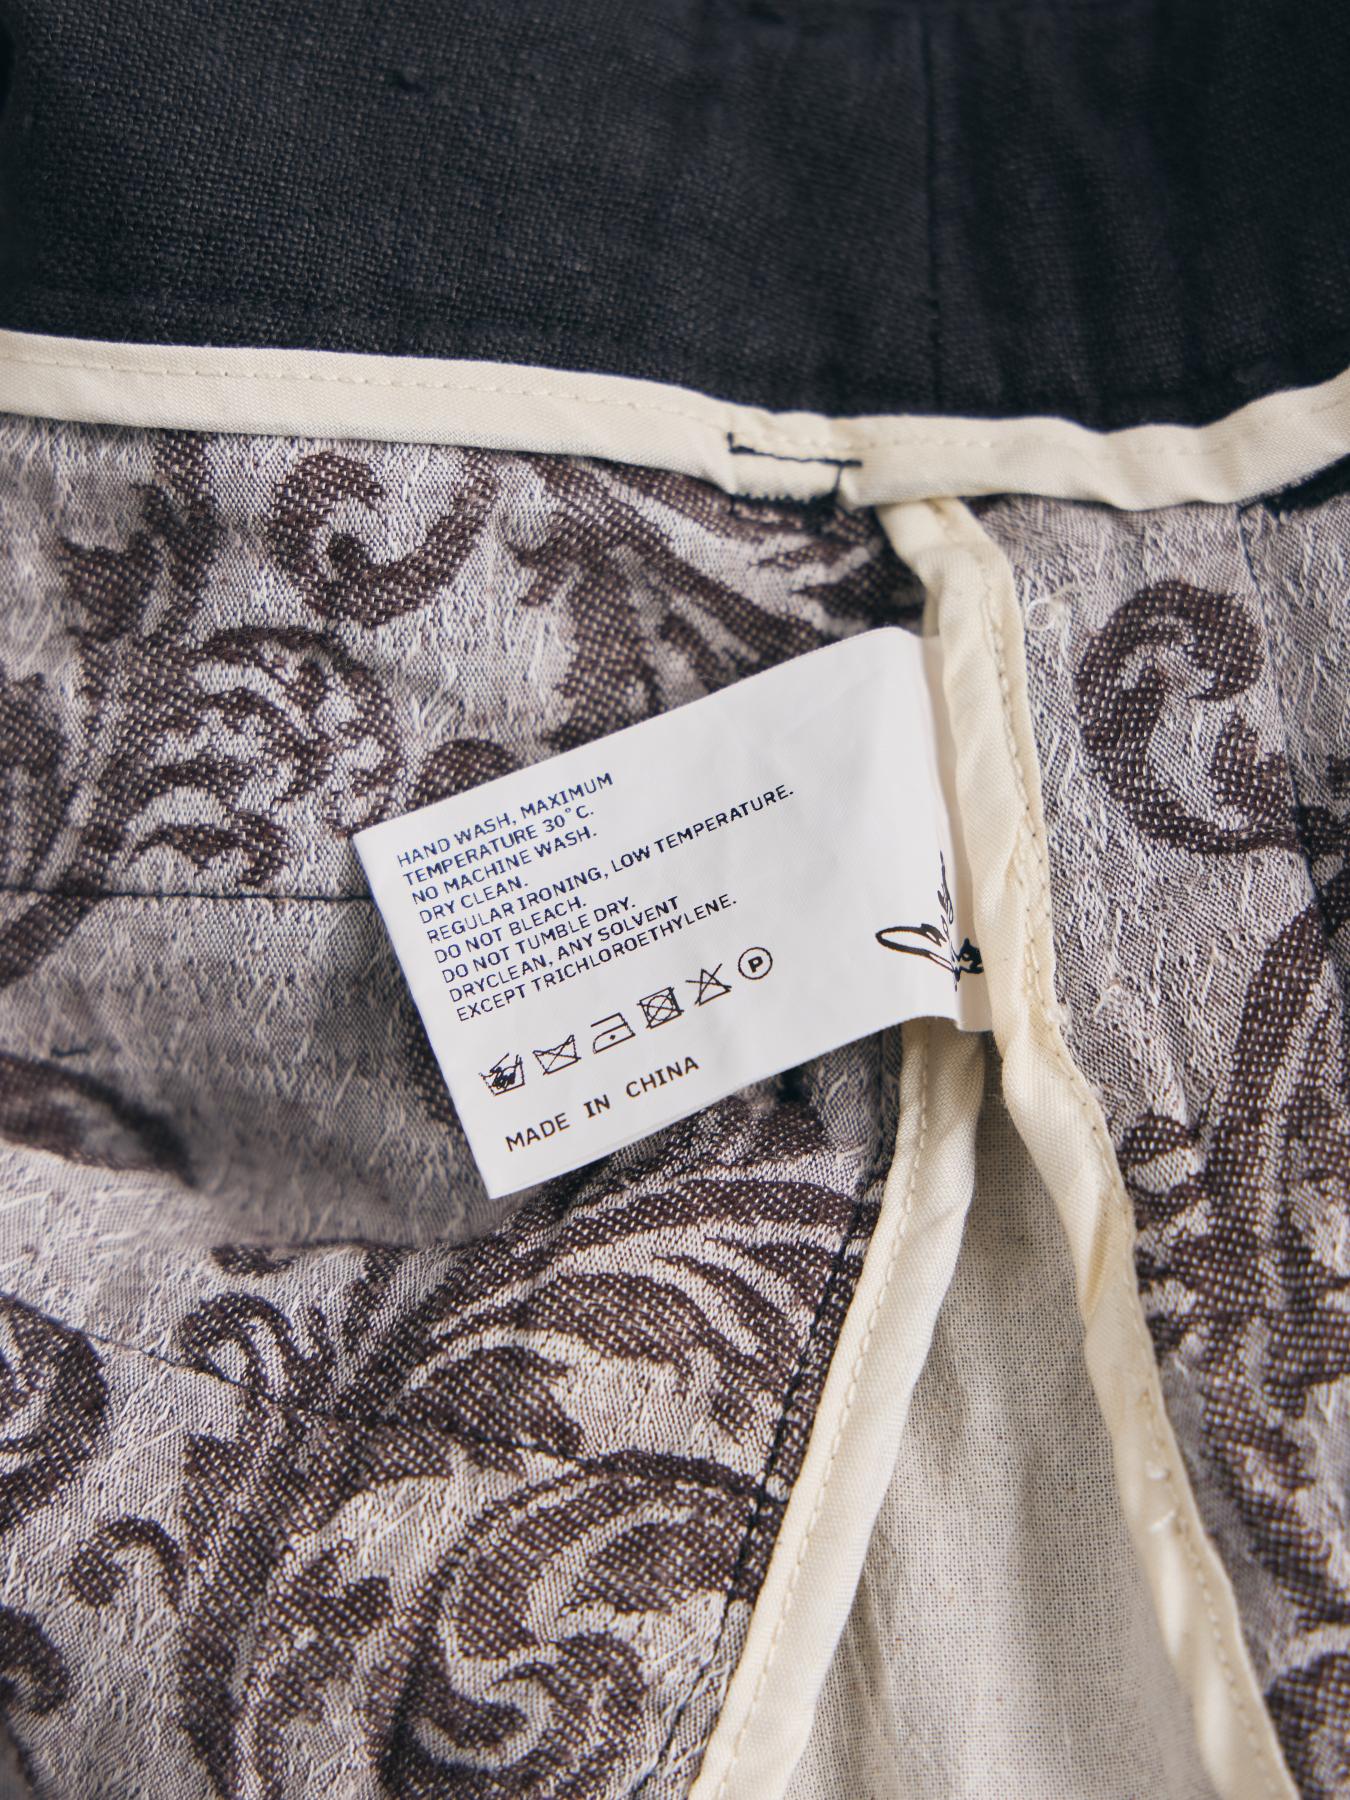 HAND WASH, MAXIMUM
TEMPERATURE 30°C.
NO MACHINE WASH.
DRY CLEAN.
REGULAR IRONING, LOW TEMPERATURE.
DO NOT BLEACH.
DO NOT TUMBLE DRY.
DRYCLEAN, ANY SOLVENT
EXCEPT TRICHLOROETHYLENE.
P
MADE IN CHINA